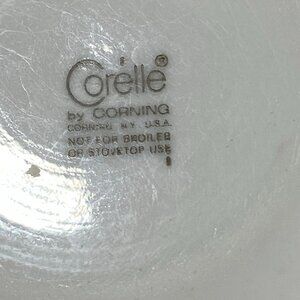 Corelle®
by CORNING
CORNING N.Y. U.S.A.
NOT FOR BROILER
OR STOVETOP USE